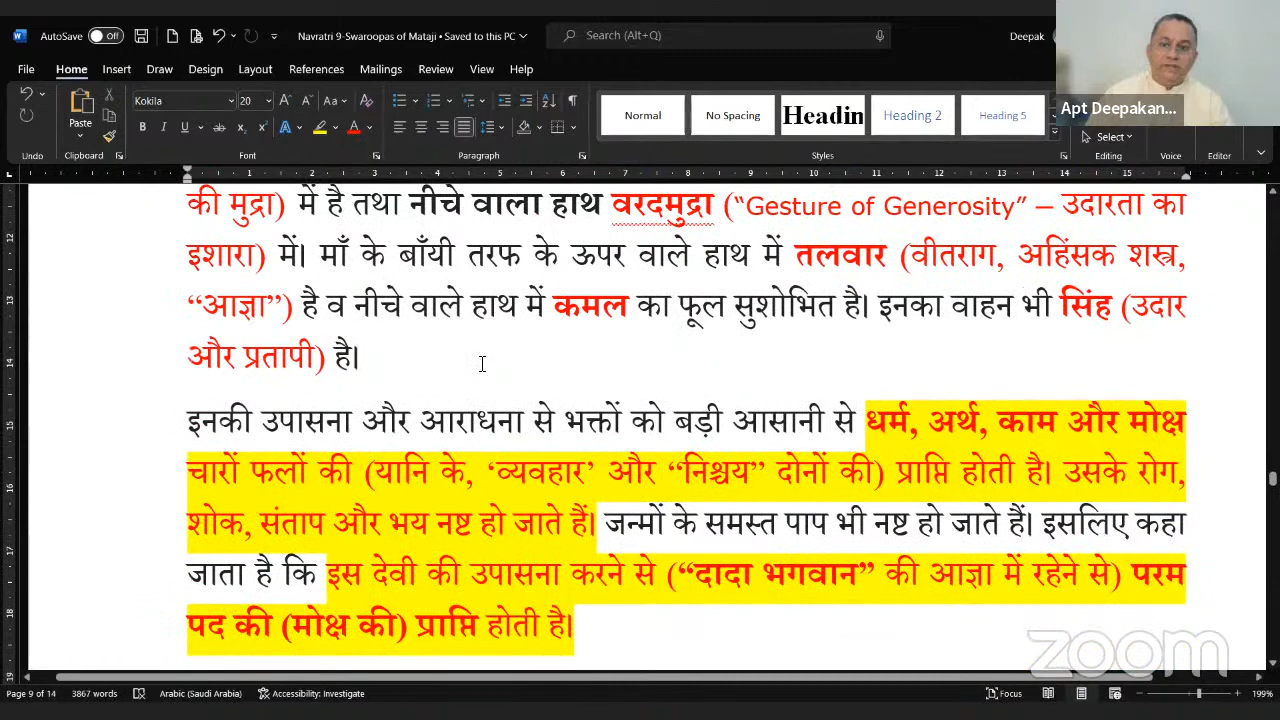 AutoSave Off Navratri 9-Swaroopas of Mataji • Saved to this PC Search (Alt+Q) Deepak
File Home Insert Draw Design Layout References Mailings Review View Help
Apt Deepakan...
Paste Kokila 20 Normal No Spacing Headin Heading 2 Heading 5 Select
Undo Clipboard Font Paragraph Styles Editing Voice Editor
की मुद्रा) में है तथा नीचे वाला हाथ वरदमुद्रा (“Gesture of Generosity” – उदारता का
इशारा) में। माँ के बाँयी तरफ के ऊपर वाले हाथ में तलवार (वीतराग, अहिंसक शस्त्र,
“आज्ञा”) है व नीचे वाले हाथ में कमल का फूल सुशोभित है। इनका वाहन भी सिंह (उदार
और प्रतापी) है।
इनकी उपासना और आराधना से भक्तों को बड़ी आसानी से धर्म, अर्थ, काम और मोक्ष
चारों फलों की (यानि के, ‘व्यवहार’ और “निश्चय” दोनों की) प्राप्ति होती है। उसके रोग,
शोक, संताप और भय नष्ट हो जाते हैं। जन्मों के समस्त पाप भी नष्ट हो जाते हैं। इसलिए कहा
जाता है कि इस देवी की उपासना करने से (“दादा भगवान” की आज्ञा में रहेने से) परम
पद की (मोक्ष की) प्राप्ति होती है।
zoom
Page 9 of 14 3867 words Arabic (Saudi Arabia) Accessibility: Investigate Focus 199%